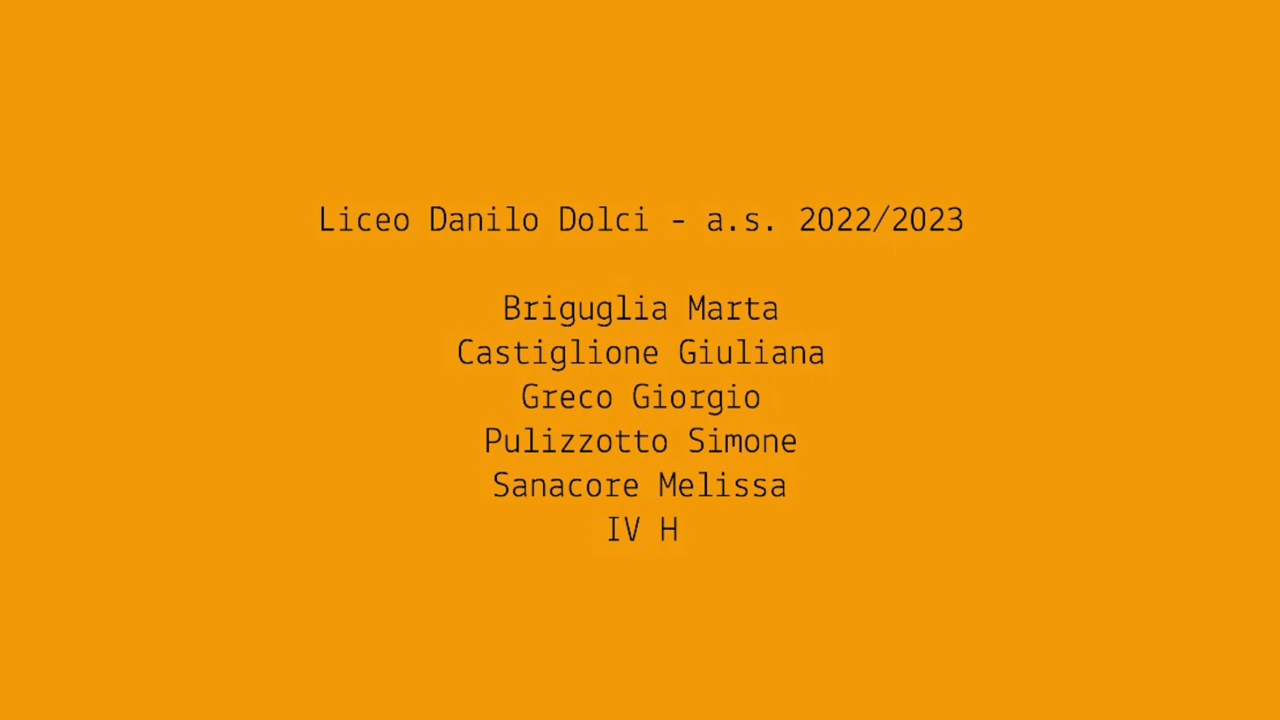 Liceo Danilo Dolci - a.s. 2022/2023
Briguglia Marta
Castiglione Giuliana
Greco Giorgio
Pulizzotto Simone
Sanacore Melissa
IV H